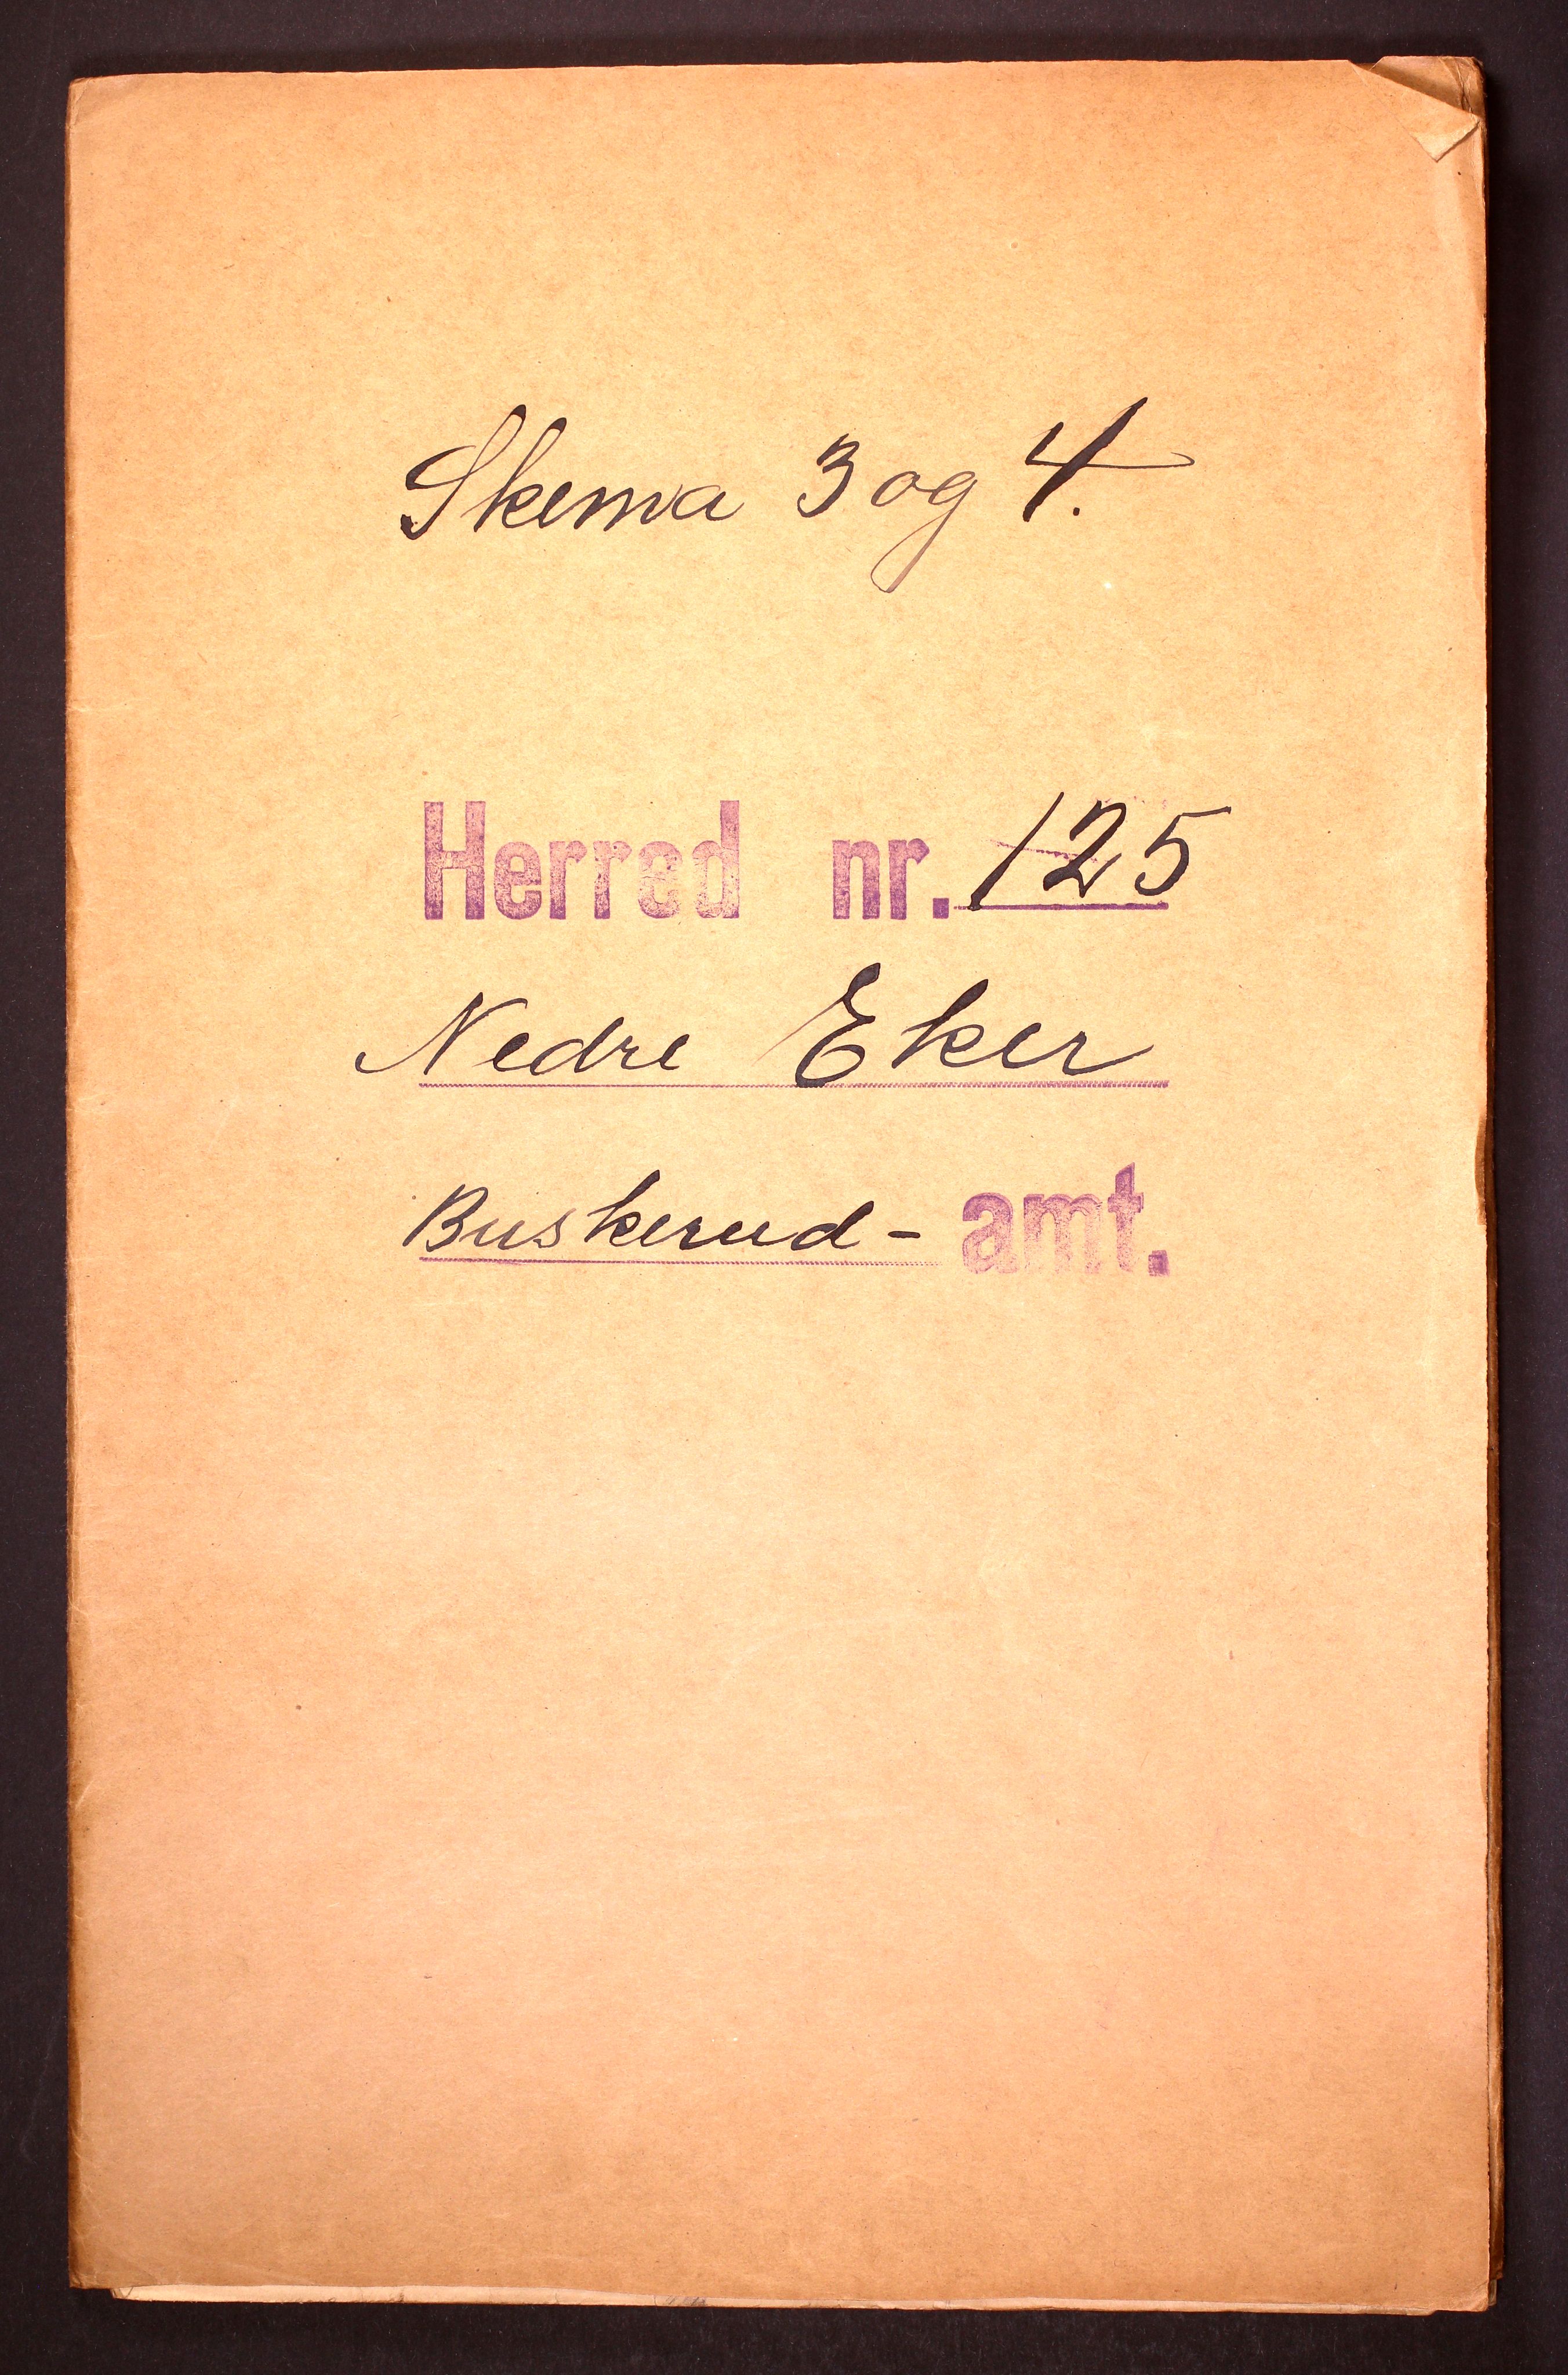 Skema 3 og 4.
Herred nr. 125
Nedre Eker
Buskerud - amt.